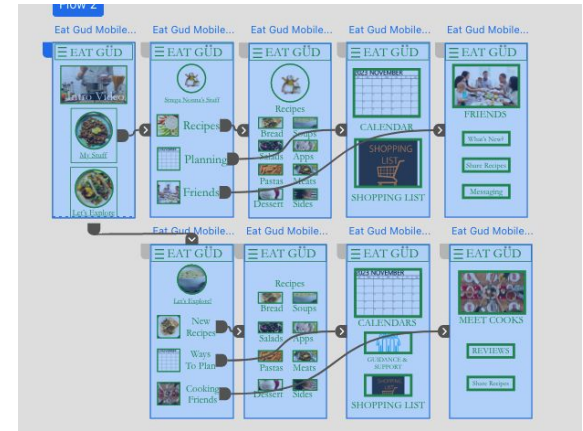 Flow 2
Eat Gud Mobile...
Eat Gud Mobile...
Eat Gud Mobile...
Eat Gud Mobile...
Eat Gud Mobile...
EAT GÜD
Intro Video
My Stuff
Let's Explore!
EAT GÜD
Recipes
Planning
Friends
EAT GÜD
Recipes
Bread Soups
Salads Apps
Pastas Meats
Dessert Sides
EAT GÜD
2023 NOVEMBER
CALENDAR
SHOPPING
LIST
SHOPPING LIST
EAT GÜD
FRIENDS
What's New?
Share Recipes
Messaging
Eat Gud Mobile...
Eat Gud Mobile...
Eat Gud Mobile...
Eat Gud Mobile...
EAT GÜD
Let's Explore!
New
Recipes
Ways
To Plan
Cooking
Friends
EAT GÜD
Recipes
Bread Soups
Salads Apps
Pastas Meats
Dessert Sides
EAT GÜD
2023 NOVEMBER
CALENDARS
GUIDANCE &
SUPPORT
SHOPPING
LIST
SHOPPING LIST
EAT GÜD
MEET COOKS
REVIEWS
Share Recipes